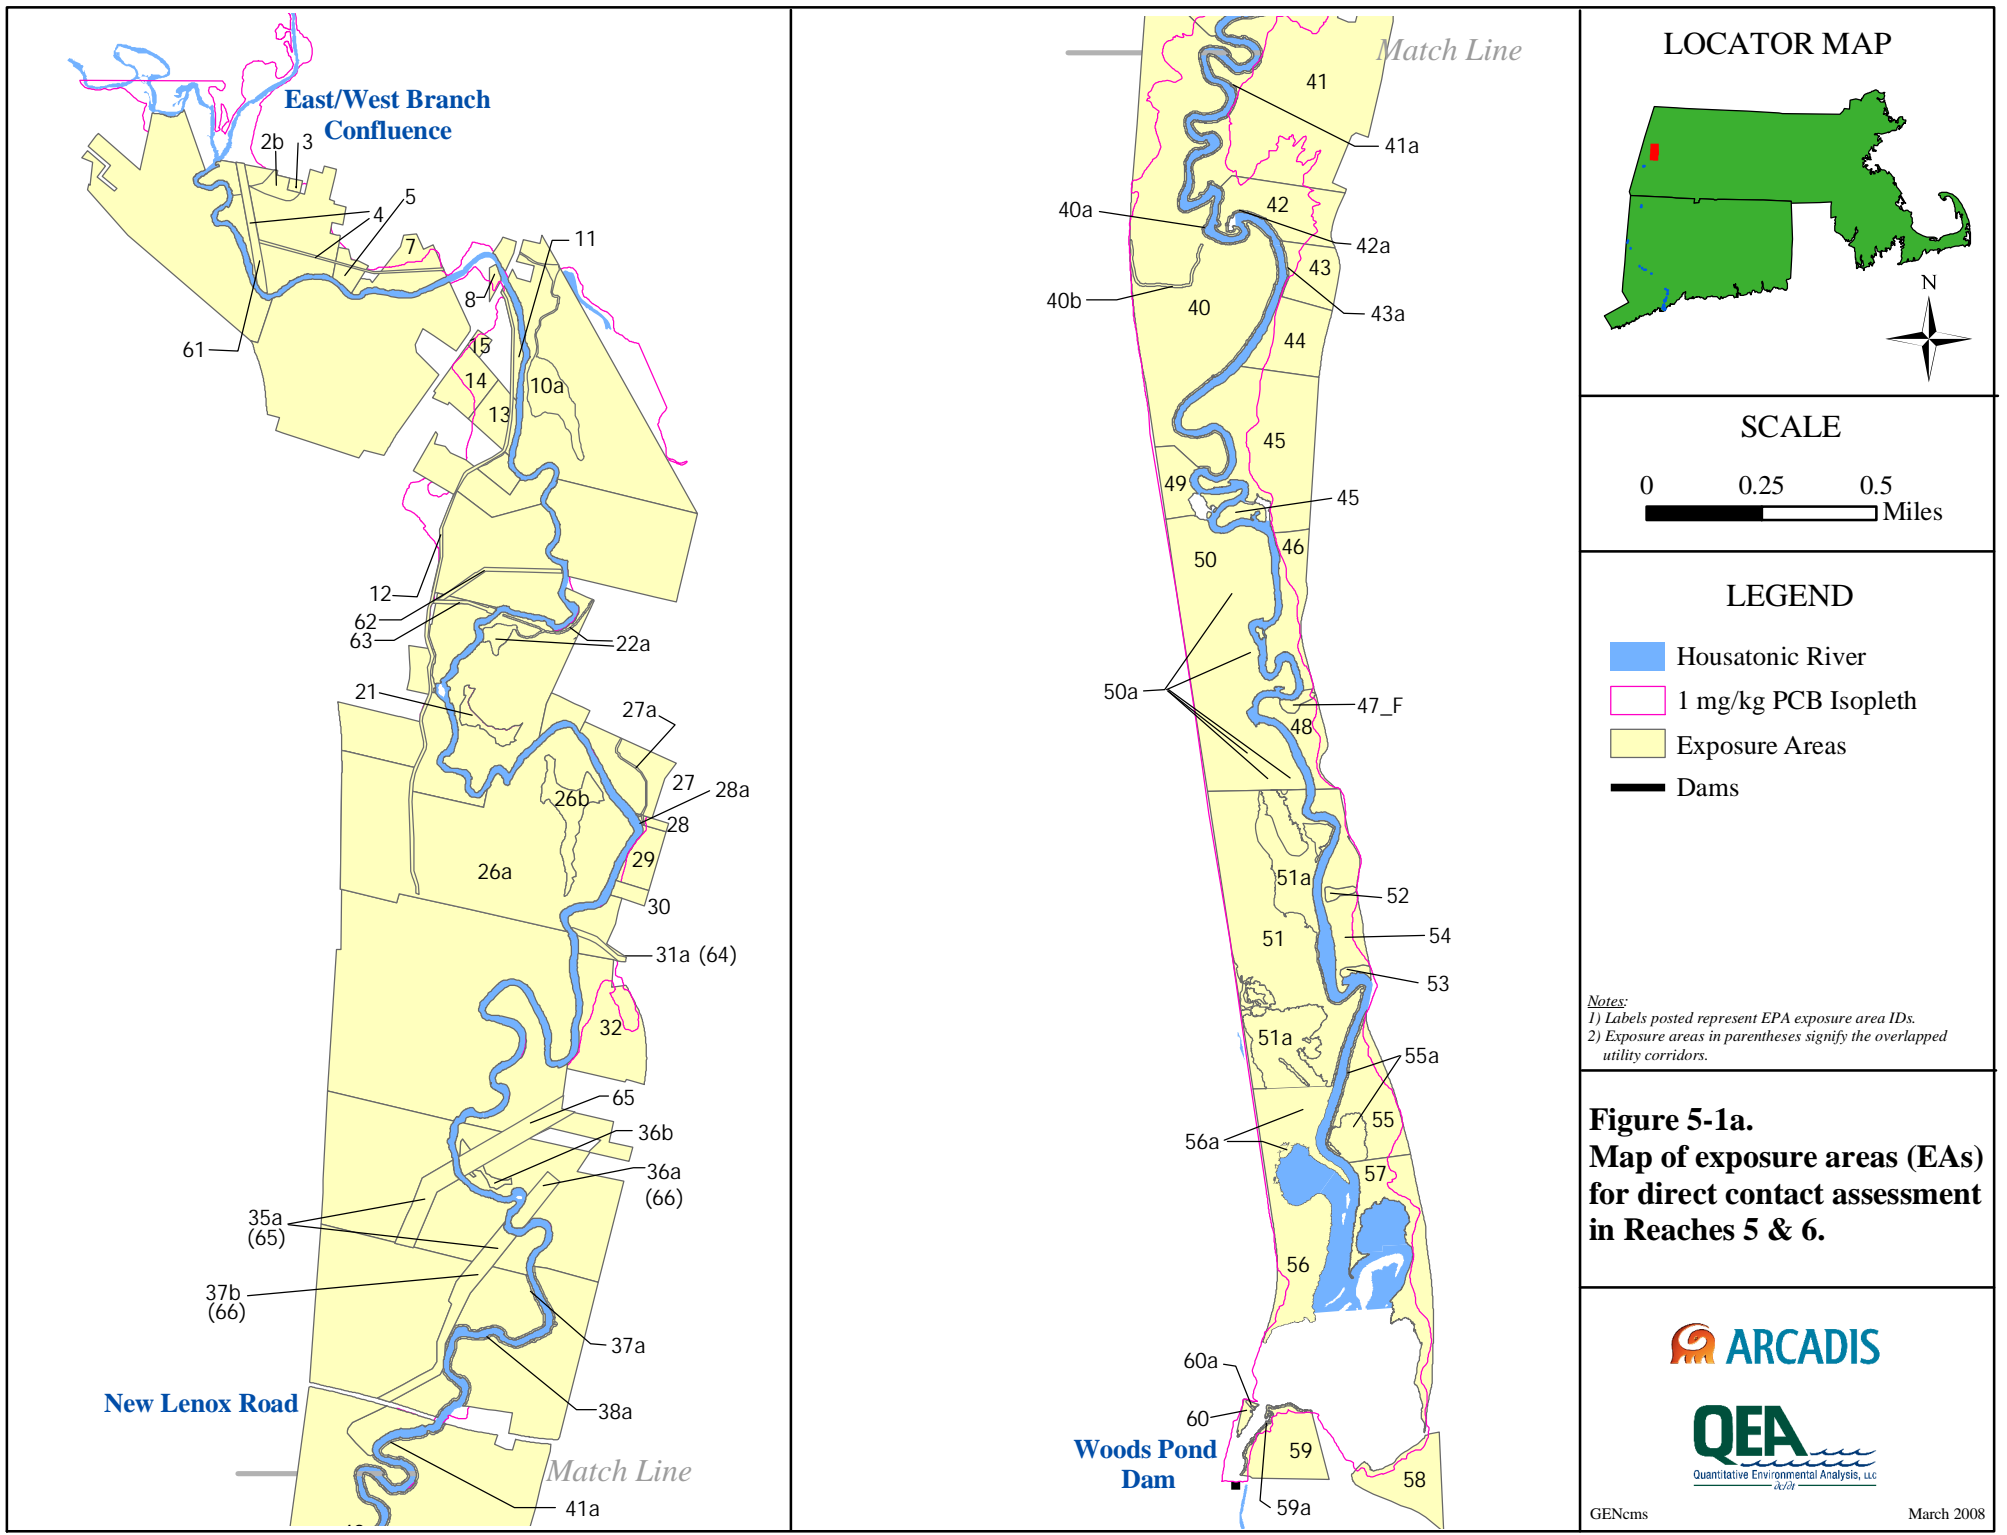 East/West Branch
Confluence
2b
3
5
4
7
11
8
61
15
14
10a
13
12
62
63
22a
21
27a
27
28a
26b
28
29
26a
30
31a (64)
32
65
36b
36a
(66)
35a
(65)
37b
(66)
37a
New Lenox Road
38a
Match Line
41a
Match Line
41
41a
40a
42
42a
43
40b
40
43a
44
45
49
45
46
50
50a
47_F
48
51a
52
54
51
53
51a
55a
55
56a
57
56
60a
60
Woods Pond
Dam
59
58
59a
LOCATOR MAP
N
SCALE
0 0.25 0.5
Miles
LEGEND
Housatonic River
1 mg/kg PCB Isopleth
Exposure Areas
Dams
Notes:
1) Labels posted represent EPA exposure area IDs.
2) Exposure areas in parentheses signify the overlapped
utility corridors.
Figure 5-1a.
Map of exposure areas (EAs)
for direct contact assessment
in Reaches 5 & 6.
ARCADIS
QEA
Quantitative Environmental Analysis, LLC
∂c/∂t
GENcms March 2008